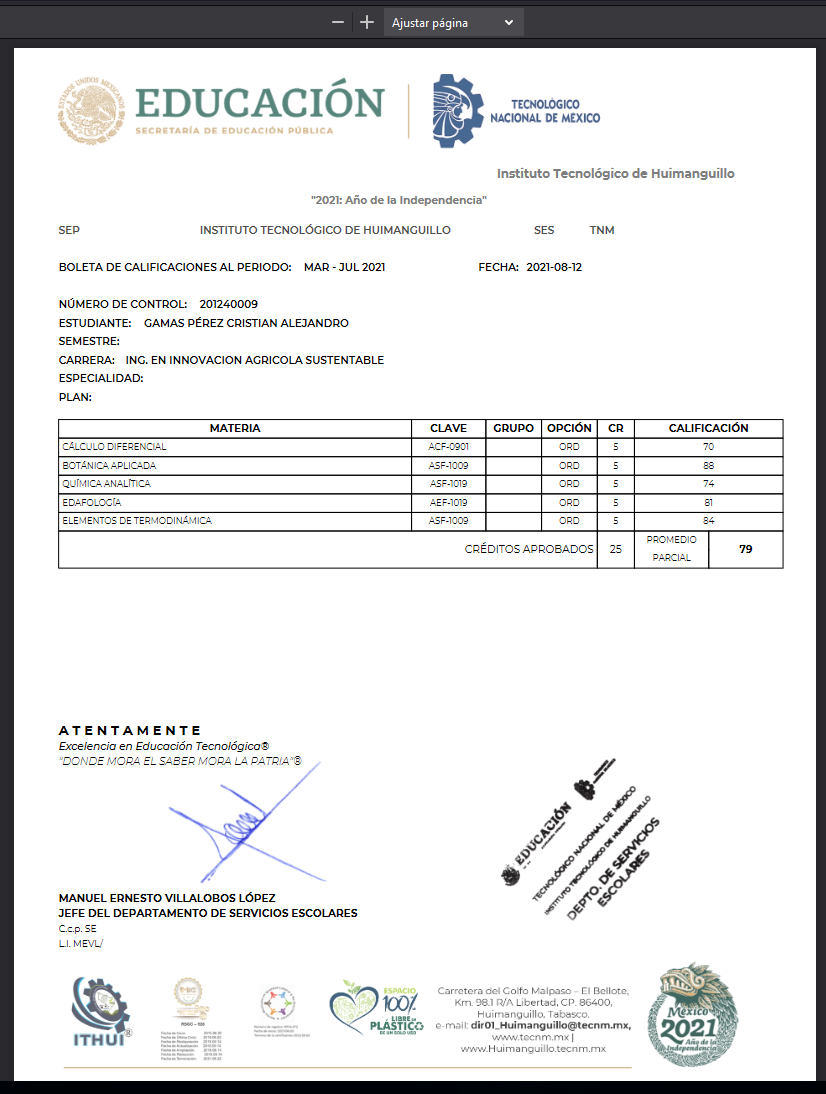 Ajustar página
EDUCACIÓN
SECRETARÍA DE EDUCACIÓN PÚBLICA
TECNOLÓGICO
NACIONAL DE MÉXICO
Instituto Tecnológico de Huimanguillo
"2021: Año de la Independencia"
SEP INSTITUTO TECNOLÓGICO DE HUIMANGUILLO SES TNM
BOLETA DE CALIFICACIONES AL PERIODO: MAR - JUL 2021 FECHA: 2021-08-12
NÚMERO DE CONTROL: 201240009
ESTUDIANTE: GAMAS PÉREZ CRISTIAN ALEJANDRO
SEMESTRE:
CARRERA: ING. EN INNOVACION AGRICOLA SUSTENTABLE
ESPECIALIDAD:
PLAN:
MATERIA CLAVE GRUPO OPCIÓN CR CALIFICACIÓN
CÁLCULO DIFERENCIAL ACF-0901 ORD 5 70
BOTÁNICA APLICADA ASF-1009 ORD 5 88
QUÍMICA ANALÍTICA ASF-1019 ORD 5 74
EDAFOLOGÍA AEF-1019 ORD 5 81
ELEMENTOS DE TERMODINÁMICA ASF-1009 ORD 5 84
CRÉDITOS APROBADOS 25 PROMEDIO PARCIAL 79
ATENTAMENTE
Excelencia en Educación Tecnológica®
"DONDE MORA EL SABER MORA LA PATRIA"®
EDUCACIÓN
TECNOLÓGICO NACIONAL DE MÉXICO
INSTITUTO TECNOLÓGICO DE HUIMANGUILLO
DEPTO. DE SERVICIOS
ESCOLARES
MANUEL ERNESTO VILLALOBOS LÓPEZ
JEFE DEL DEPARTAMENTO DE SERVICIOS ESCOLARES
C.c.p. SE
L.I. MEVL/
ITHUI®
ESPACIO
100%
LIBRE de
PLÁSTICO
DE UN SOLO USO
Carretera del Golfo Malpaso – El Bellote,
Km. 98.1 R/A Libertad, CP. 86400,
Huimanguillo, Tabasco.
e-mail: dir01_Huimanguillo@tecnm.mx,
www.tecnm.mx |
www.Huimanguillo.tecnm.mx
México
2021
Año de la
Independencia